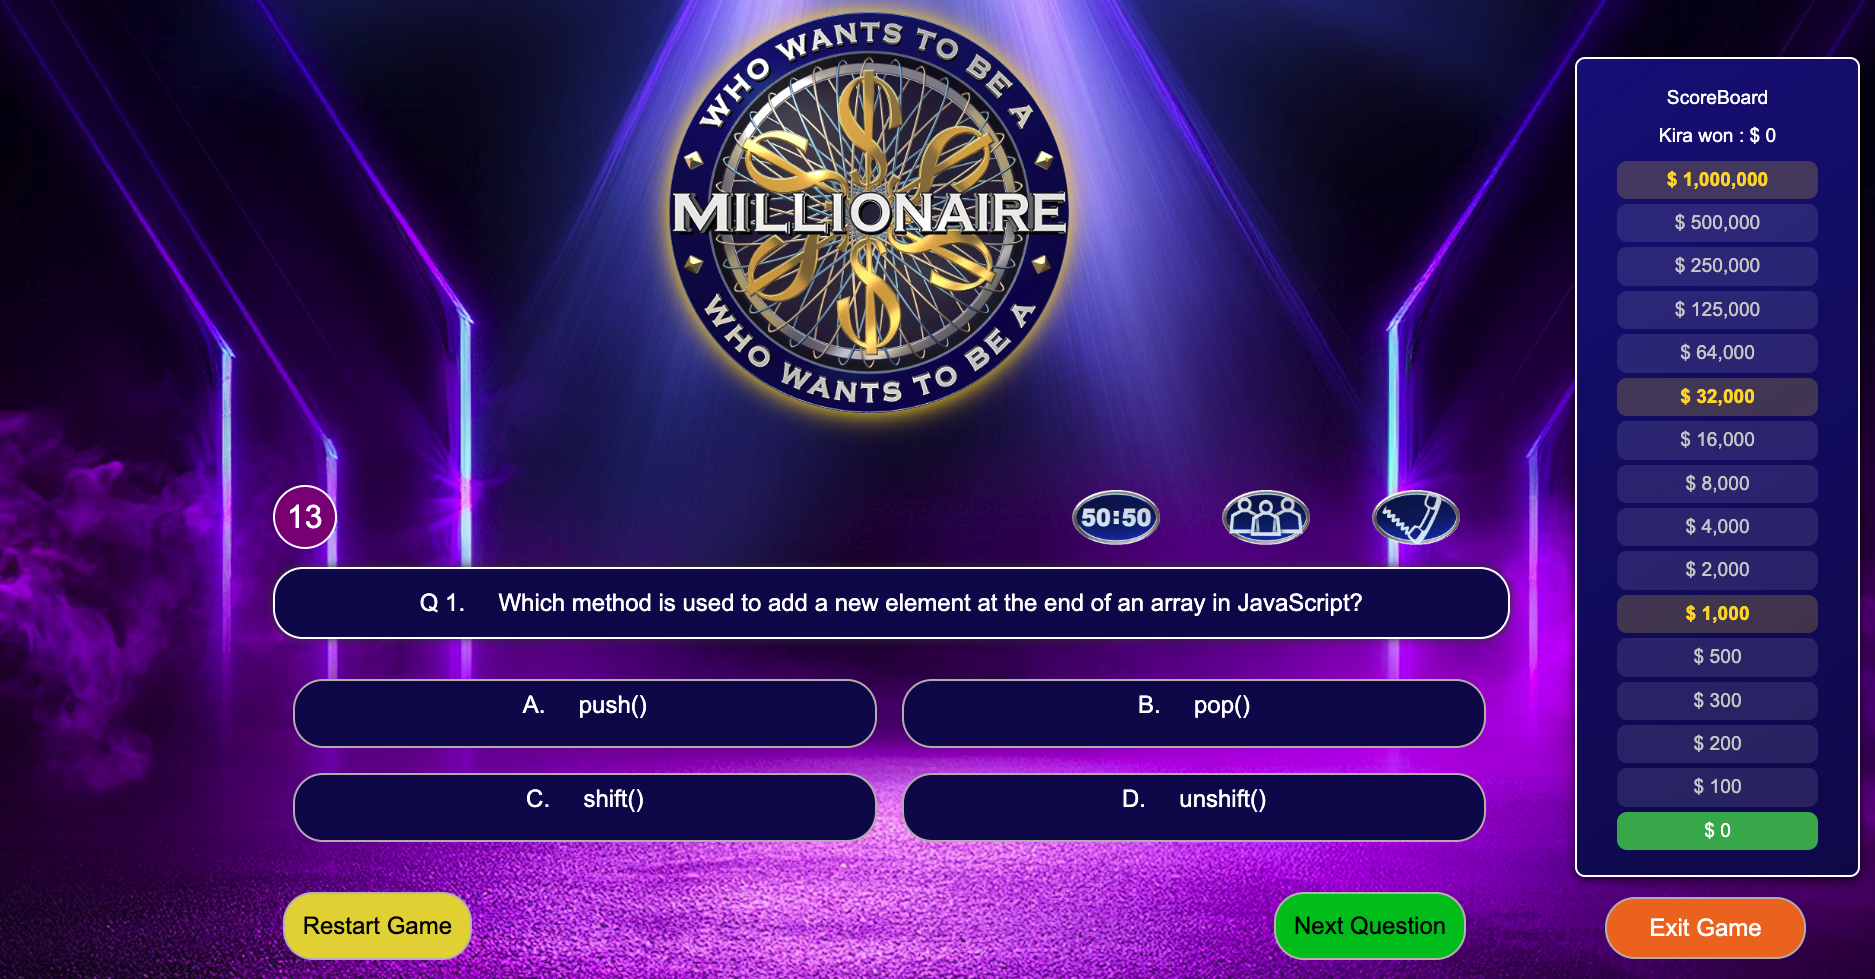 WHO WANTS TO BE A
MILLIONAIRE
WHO WANTS TO BE A
ScoreBoard
Kira won : $ 0
$ 1,000,000
$ 500,000
$ 250,000
$ 125,000
$ 64,000
$ 32,000
$ 16,000
$ 8,000
$ 4,000
$ 2,000
$ 1,000
$ 500
$ 300
$ 200
$ 100
$ 0
13
50:50
Q 1. Which method is used to add a new element at the end of an array in JavaScript?
A. push()
B. pop()
C. shift()
D. unshift()
Restart Game
Next Question
Exit Game